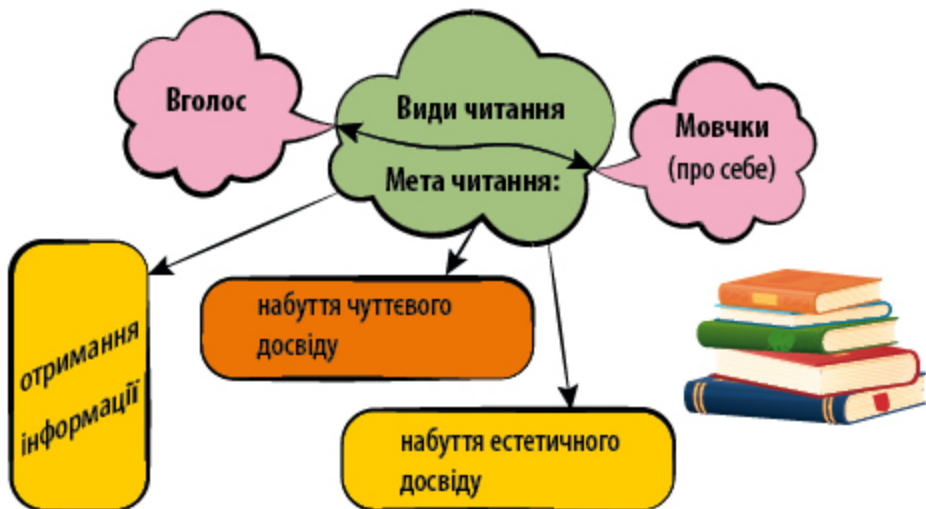 Вголос
Види читання
Мовчки
(про себе)
Мета читання:
отримання
інформації
набуття чуттєвого
досвіду
набуття естетичного
досвіду